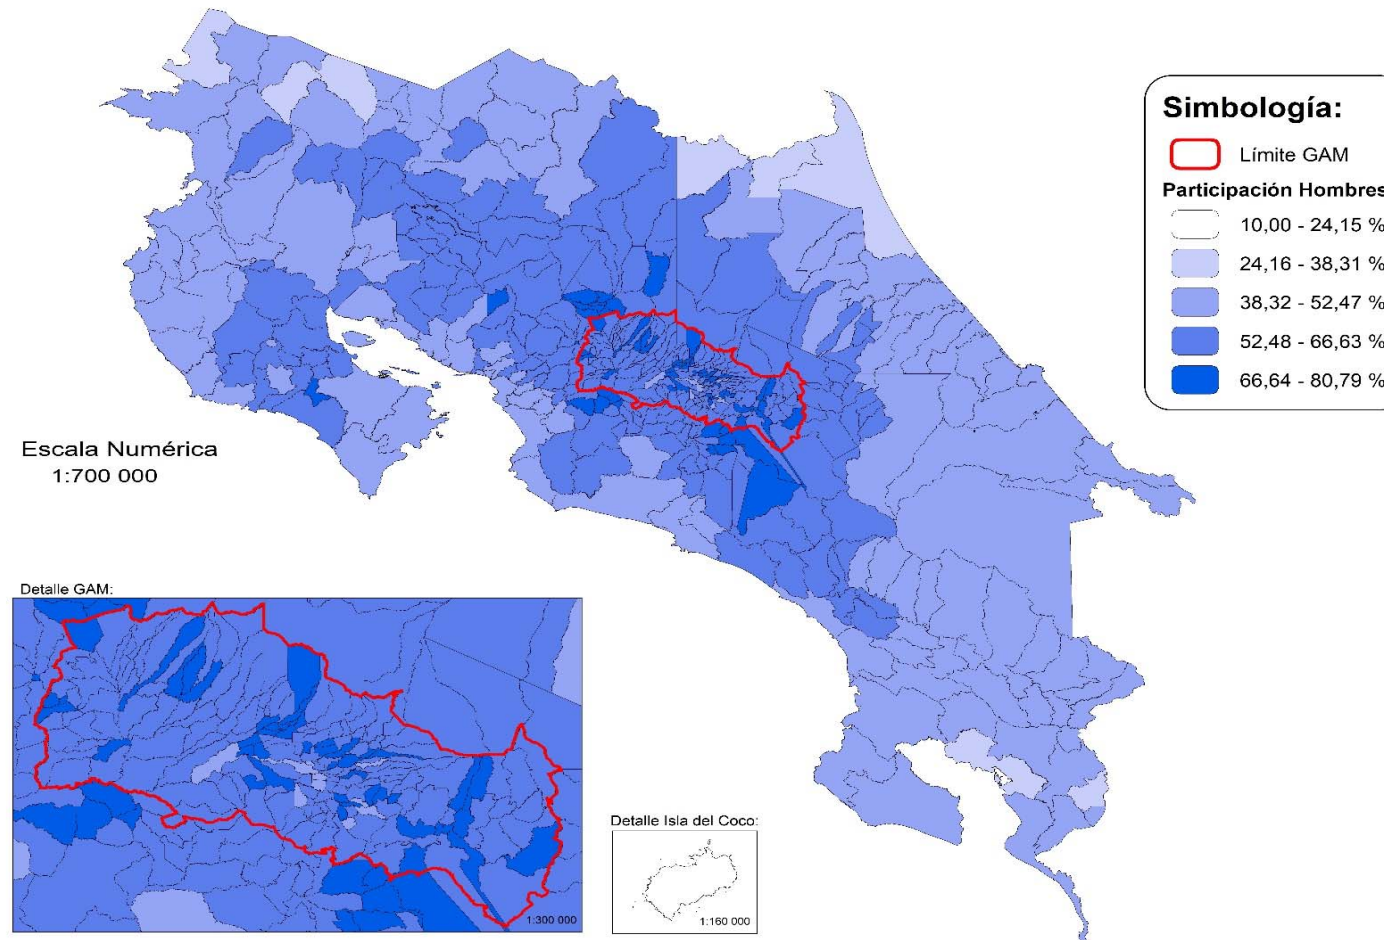 Simbología:
Límite GAM
Participación Hombres
10,00 - 24,15 %
24,16 - 38,31 %
38,32 - 52,47 %
52,48 - 66,63 %
66,64 - 80,79 %
Escala Numérica
1:700 000
Detalle GAM:
1:300 000
Detalle Isla del Coco:
1:160 000